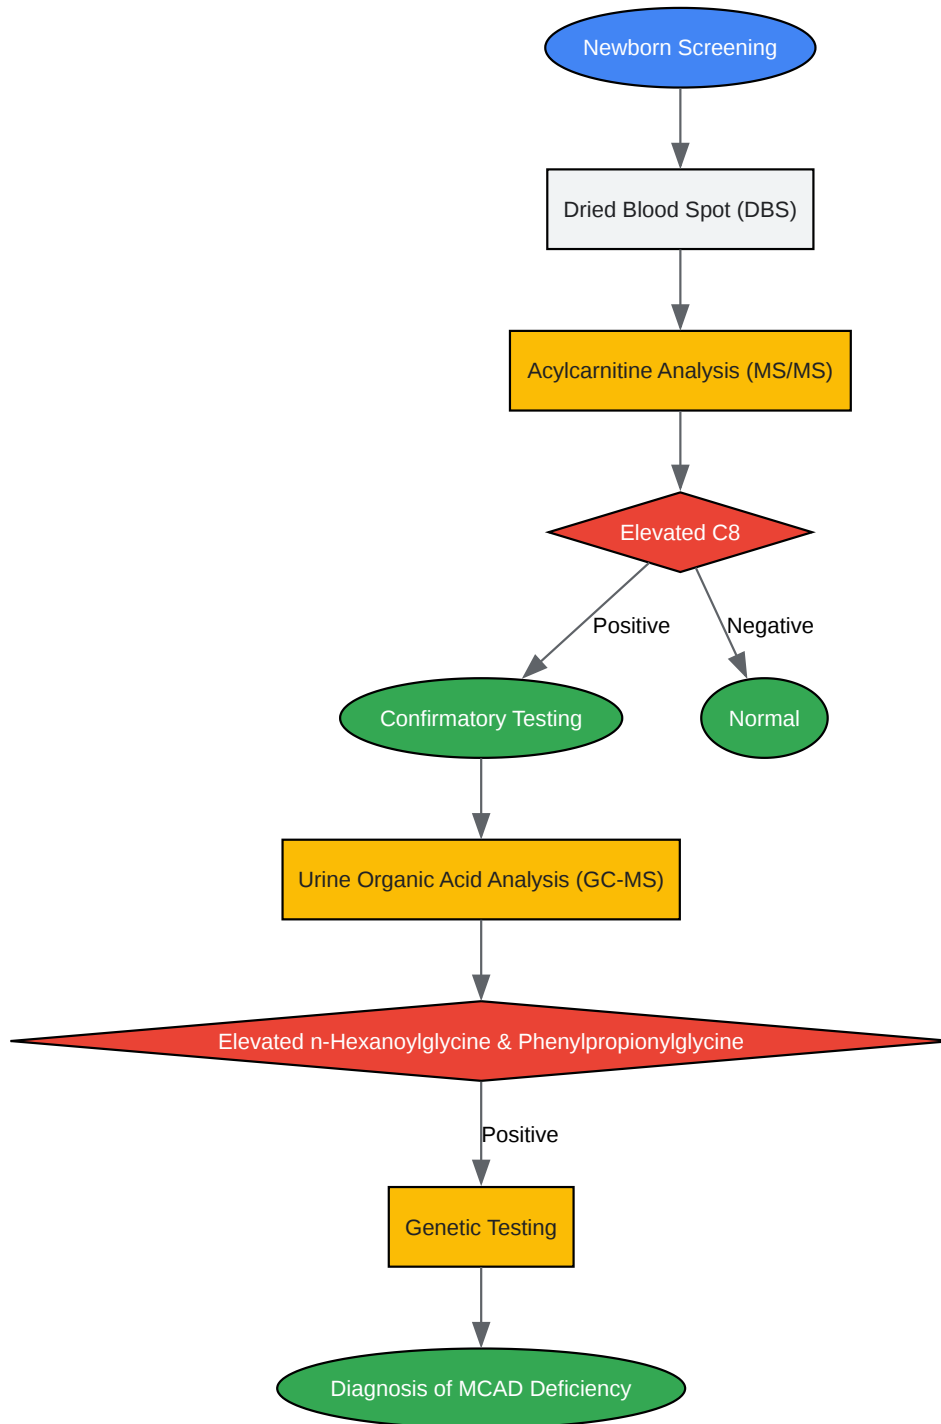 Newborn Screening
Dried Blood Spot (DBS)
Acylcarnitine Analysis (MS/MS)
Elevated C8
Positive
Negative
Confirmatory Testing
Normal
Urine Organic Acid Analysis (GC-MS)
Elevated n-Hexanoylglycine & Phenylpropionylglycine
Positive
Genetic Testing
Diagnosis of MCAD Deficiency